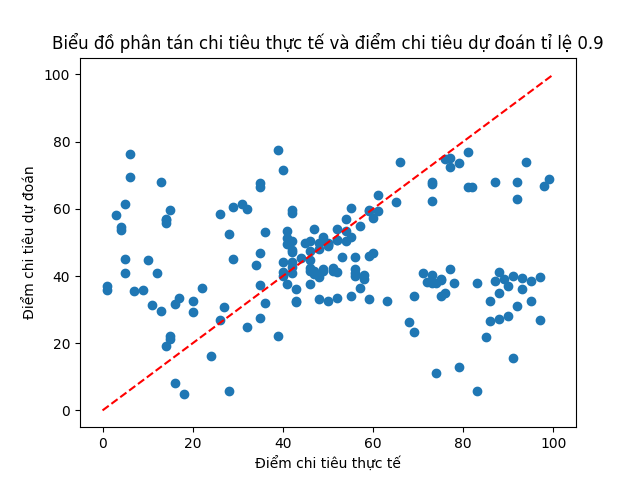 Biểu đồ phân tán chi tiêu thực tế và điểm chi tiêu dự đoán tỉ lệ 0.9
100
80
60
40
20
0
Điểm chi tiêu dự đoán
0 20 40 60 80 100
Điểm chi tiêu thực tế